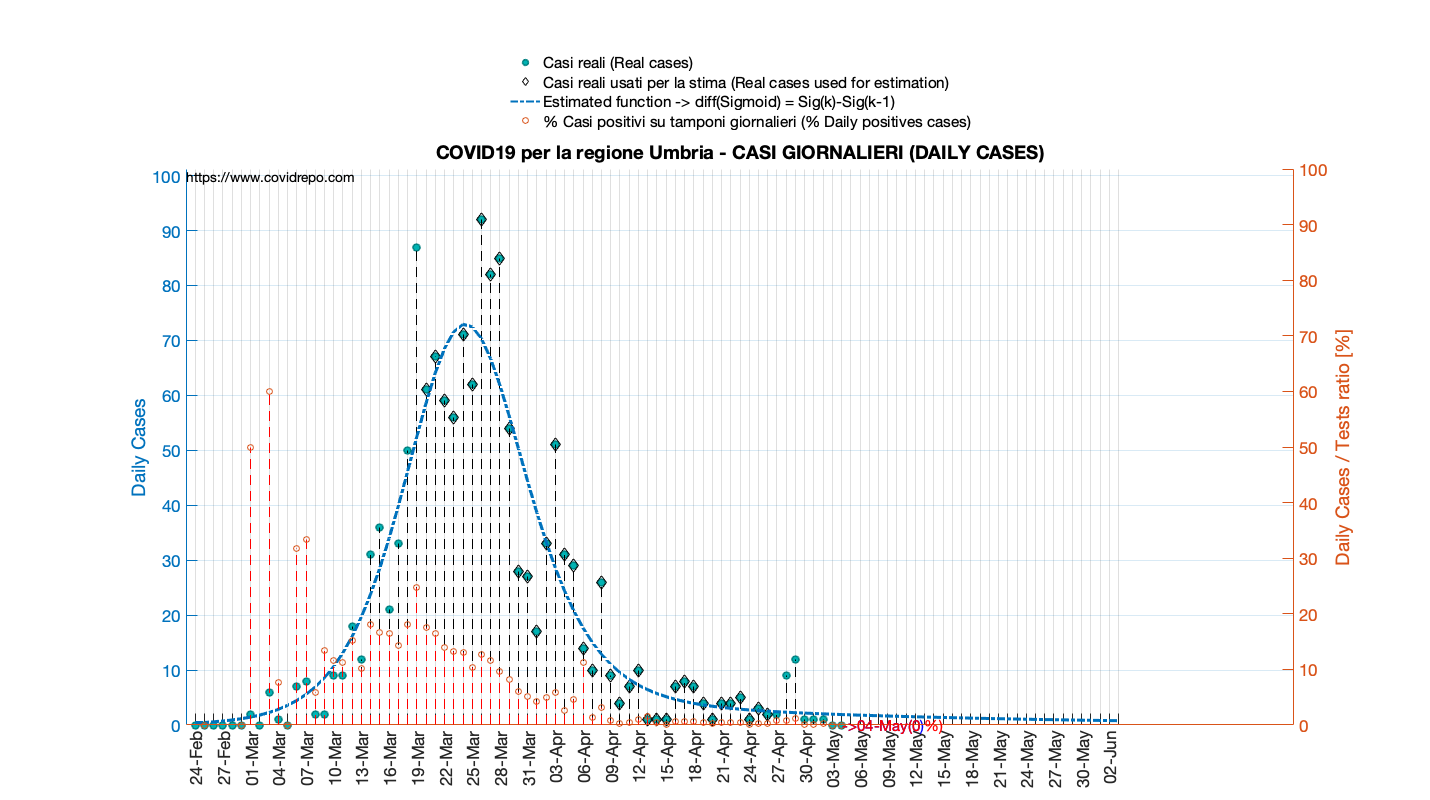 Casi reali (Real cases)
Casi reali usati per la stima (Real cases used for estimation)
Estimated function -> diff(Sigmoid) = Sig(k)-Sig(k-1)
% Casi positivi su tamponi giornalieri (% Daily positives cases)
COVID19 per la regione Umbria - CASI GIORNALIERI (DAILY CASES)
https://www.covidrepo.com
Daily Cases
100
90
80
70
60
50
40
30
20
10
0
100
90
80
70
60
50
40
30
20
10
0
Daily Cases / Tests ratio [%]
->04-May(0)%)
24-Feb
27-Feb
01-Mar
04-Mar
07-Mar
10-Mar
13-Mar
16-Mar
19-Mar
22-Mar
25-Mar
28-Mar
31-Mar
03-Apr
06-Apr
09-Apr
12-Apr
15-Apr
18-Apr
21-Apr
24-Apr
27-Apr
30-Apr
03-May
06-May
09-May
12-May
15-May
18-May
21-May
24-May
27-May
30-May
02-Jun